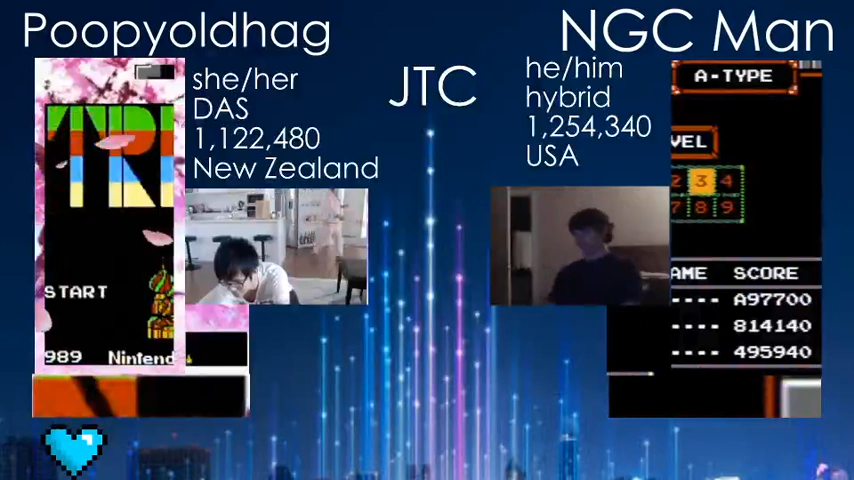 Poopyoldhag
she/her
DAS
1,122,480
New Zealand
JTC
NGC Man
he/him
hybrid
1,254,340
USA
TRI
START
989 Nintend
A-TYPE
VEL
2 3 4
7 8 9
AME SCORE
---- A97700
---- 814140
---- 495940